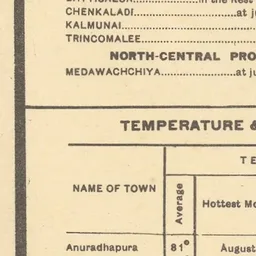 CHENKALADI..................at ju
KALMUNAI
TRINCOMALEE
NORTH-CENTRAL PRO
MEDAWACHCHIYA..................at ju
TEMPERATURE &
T E
NAME OF TOWN
Average
Hottest Mo
Anuradhapura
81°
August